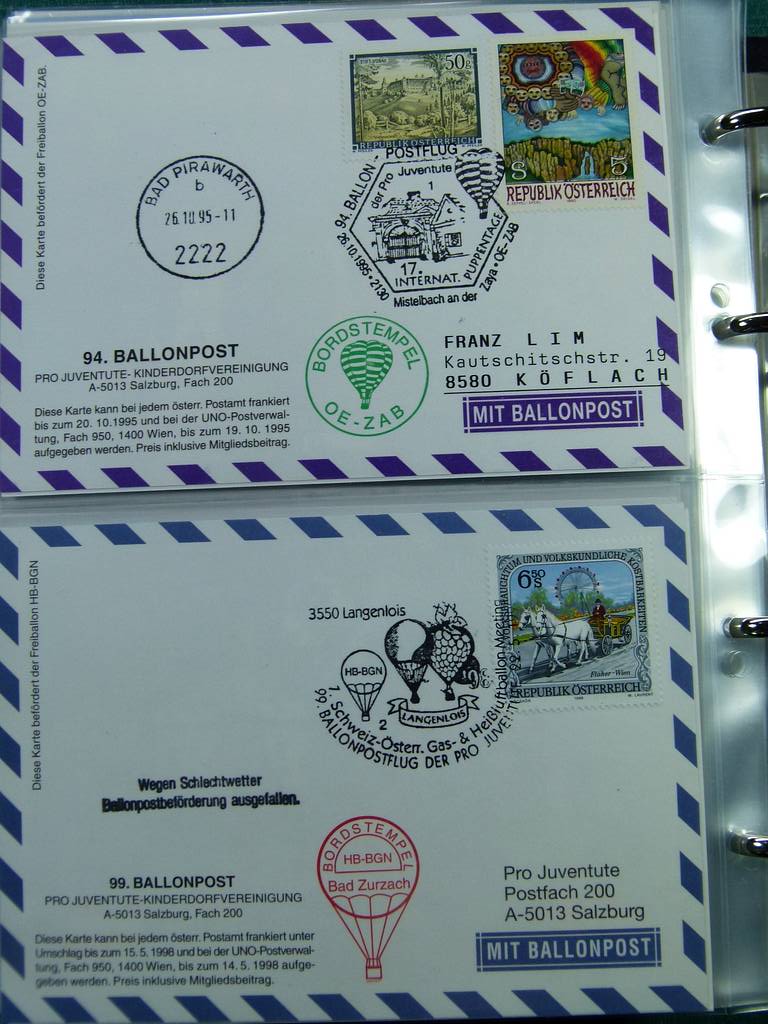 Diese Karte befördert der Freiballon OE-ZAB.
50g
REPUBLIK ÖSTERREICH
S 5
REPUBLIK ÖSTERREICH
BAD PIRAWARTH
b
26.10.95-11
2222
94. BALLON-POSTFLUG
der Pro Juventute
1
17.
INTERNAT. PUPPENTAGE
26.10.1995 • 2130 Mistelbach an der Zaya • OE-ZAB
94. BALLONPOST
PRO JUVENTUTE- KINDERDORFVEREINIGUNG
A-5013 Salzburg, Fach 200
Diese Karte kann bei jedem österr. Postamt frankiert
bis zum 20. 10. 1995 und bei der UNO-Postverwal-
tung, Fach 950, 1400 Wien, bis zum 19. 10. 1995
aufgegeben werden. Preis inklusive Mitgliedsbeitrag.
BORDSTEMPEL
OE-ZAB
FRANZ LIM
Kautschitschstr. 19
8580 KÖFLACH
MIT BALLONPOST
Diese Karte befördert der Freiballon HB-BGN
VOLKSBRAUCHTUM UND VOLKSKUNDLICHE KOSTBARKEITEN
650 S
Fiaker-Wien
REPUBLIK ÖSTERREICH
3550 Langenlois
HB-BGN
2
LANGENLOIS
1. Schweiz-Österr. Gas- & Heißluftballon Meeting
99. BALLONPOSTFLUG DER PRO JUVENTUTE
Wegen Schlechtwetter
Ballonpostbeförderung ausgefallen.
99. BALLONPOST
PRO JUVENTUTE-KINDERDORFVEREINIGUNG
A-5013 Salzburg, Fach 200
Diese Karte kann bei jedem österr. Postamt frankiert unter
Umschlag bis zum 15. 5. 1998 und bei der UNO-Postverwal-
tung, Fach 950, 1400 Wien, bis zum 14. 5. 1998 aufge-
geben werden. Preis inklusive Mitgliedsbeitrag.
BORDSTEMPEL
HB-BGN
Bad Zurzach
Pro Juventute
Postfach 200
A-5013 Salzburg
MIT BALLONPOST